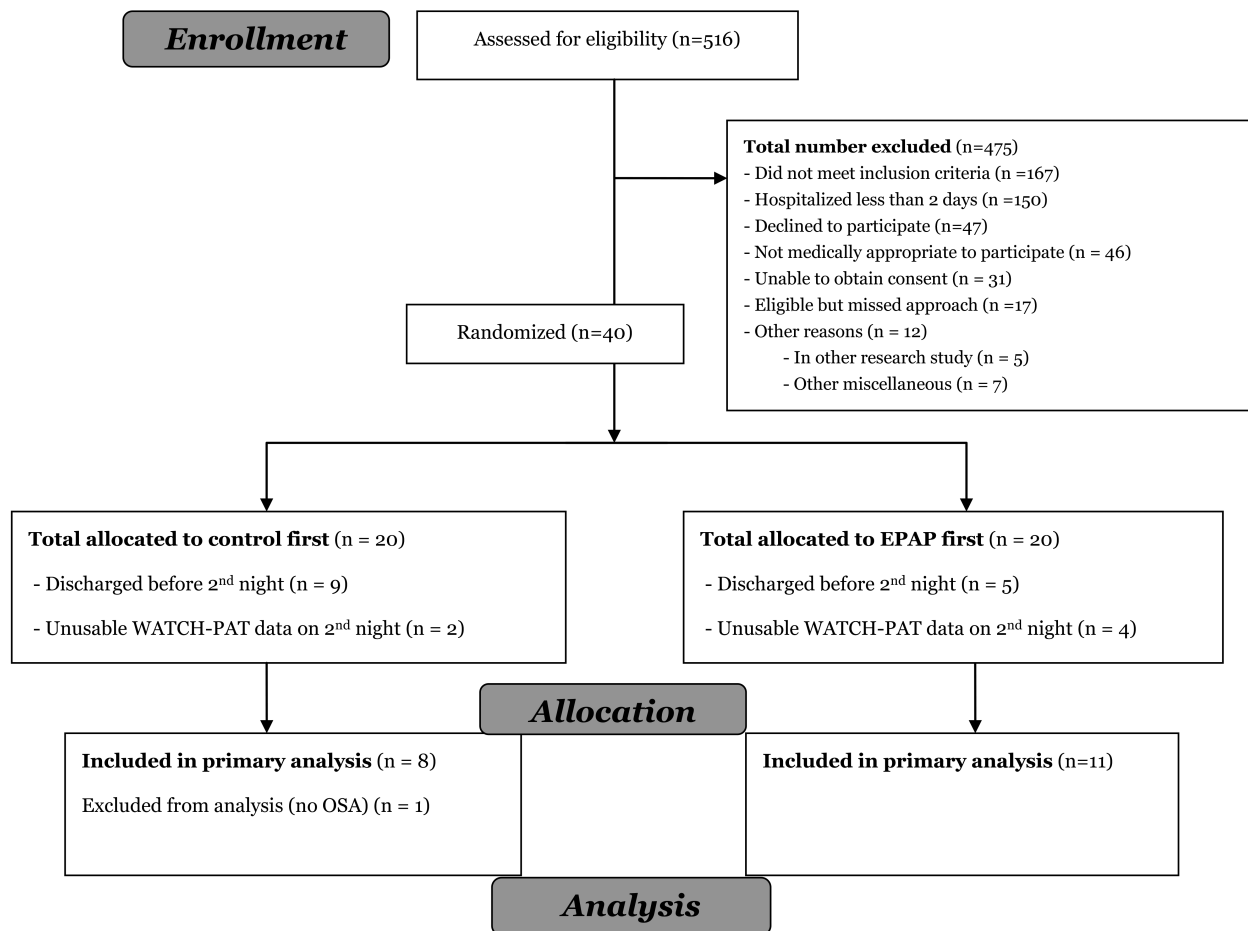 Enrollment
Assessed for eligibility (n=516)
Total number excluded (n=475)
- Did not meet inclusion criteria (n =167)
- Hospitalized less than 2 days (n =150)
- Declined to participate (n=47)
- Not medically appropriate to participate (n = 46)
- Unable to obtain consent (n = 31)
- Eligible but missed approach (n =17)
- Other reasons (n = 12)
- In other research study (n = 5)
- Other miscellaneous (n = 7)
Randomized (n=40)
Total allocated to control first (n = 20)
- Discharged before 2nd night (n = 9)
- Unusable WATCH-PAT data on 2nd night (n = 2)
Total allocated to EPAP first (n = 20)
- Discharged before 2nd night (n = 5)
- Unusable WATCH-PAT data on 2nd night (n = 4)
Allocation
Included in primary analysis (n = 8)
Excluded from analysis (no OSA) (n = 1)
Included in primary analysis (n=11)
Analysis